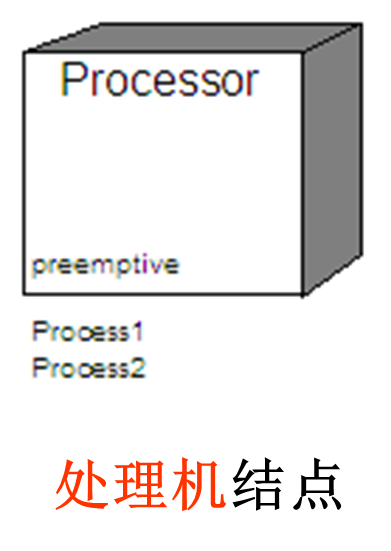 Processor
preemptive
Process1
Process2
处理机结点